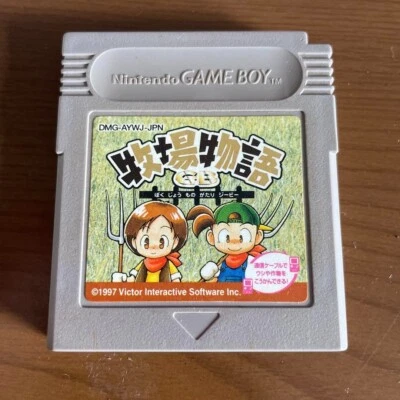 Nintendo GAME BOY TM
DMG-AYWJ-JPN
牧場物語
GB
ぼくじょう ものがたり ジービー
通信ケーブルで
ウシや作物を
こうかんできる!
©1997 Victor Interactive Software Inc.